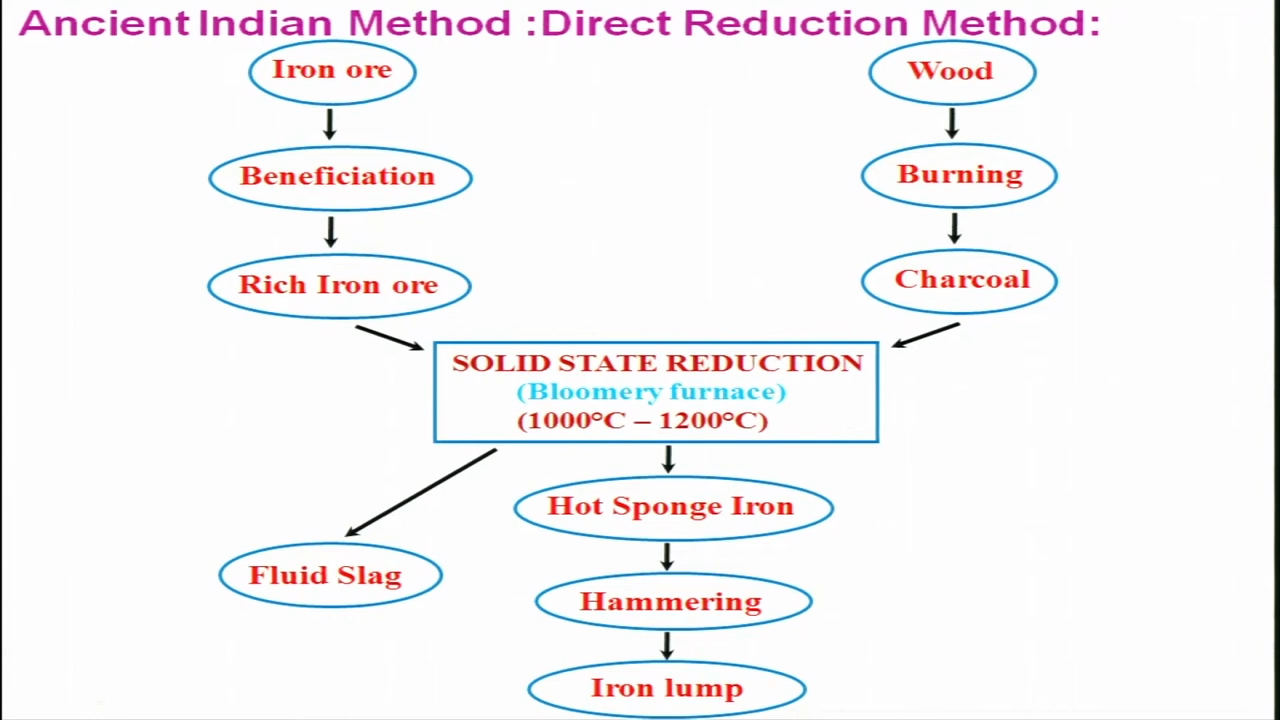 Ancient Indian Method :Direct Reduction Method:
Iron ore
Wood
Beneficiation
Burning
Rich Iron ore
Charcoal
SOLID STATE REDUCTION
(Bloomery furnace)
(1000°C – 1200°C)
Hot Sponge Iron
Fluid Slag
Hammering
Iron lump